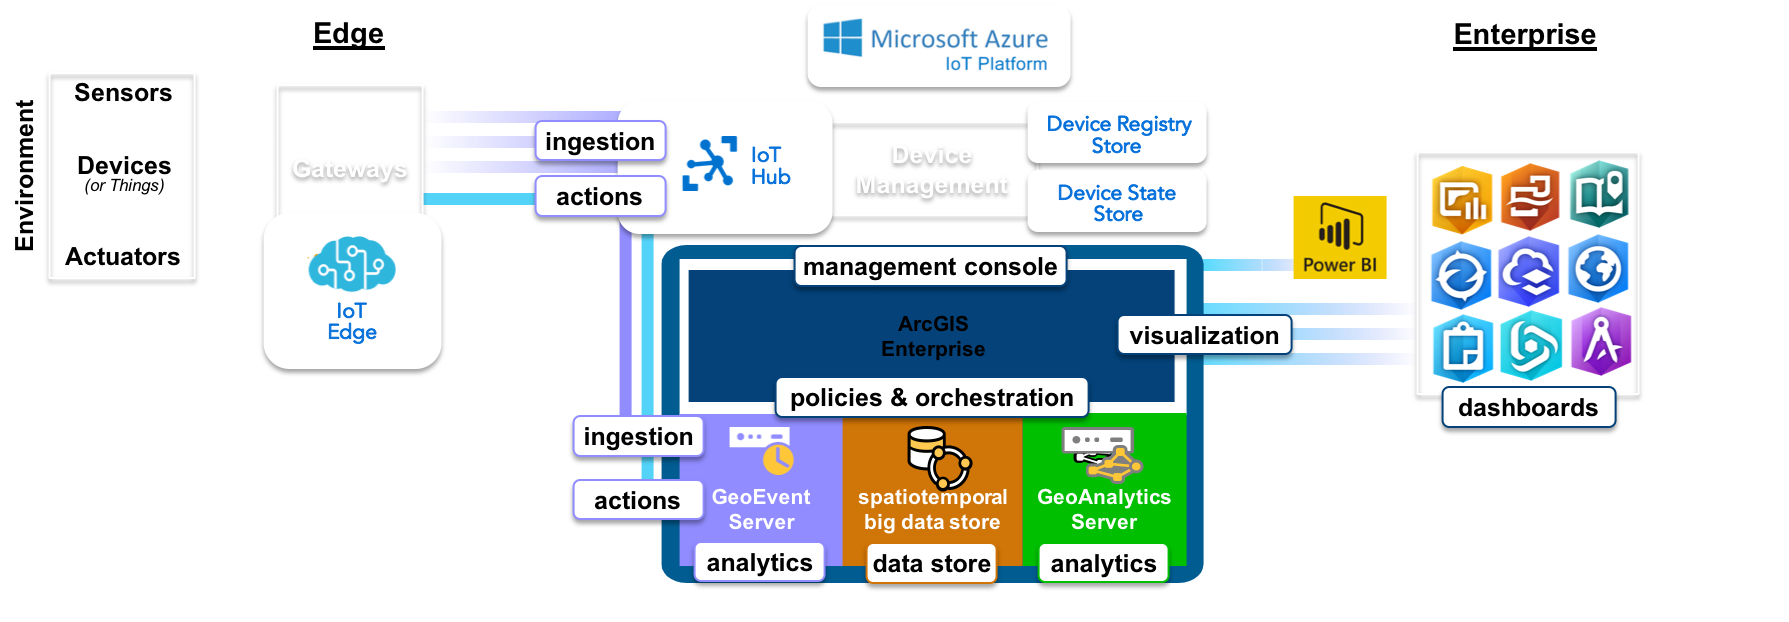 Edge
Microsoft Azure
IoT Platform
Enterprise
Environment
Sensors
Devices
(or Things)
Actuators
Gateways
IoT
Edge
ingestion
actions
IoT
Hub
Device
Management
Device Registry
Store
Device State
Store
Power BI
management console
ArcGIS
Enterprise
visualization
policies & orchestration
dashboards
ingestion
actions
GeoEvent
Server
analytics
spatiotemporal
big data store
data store
GeoAnalytics
Server
analytics